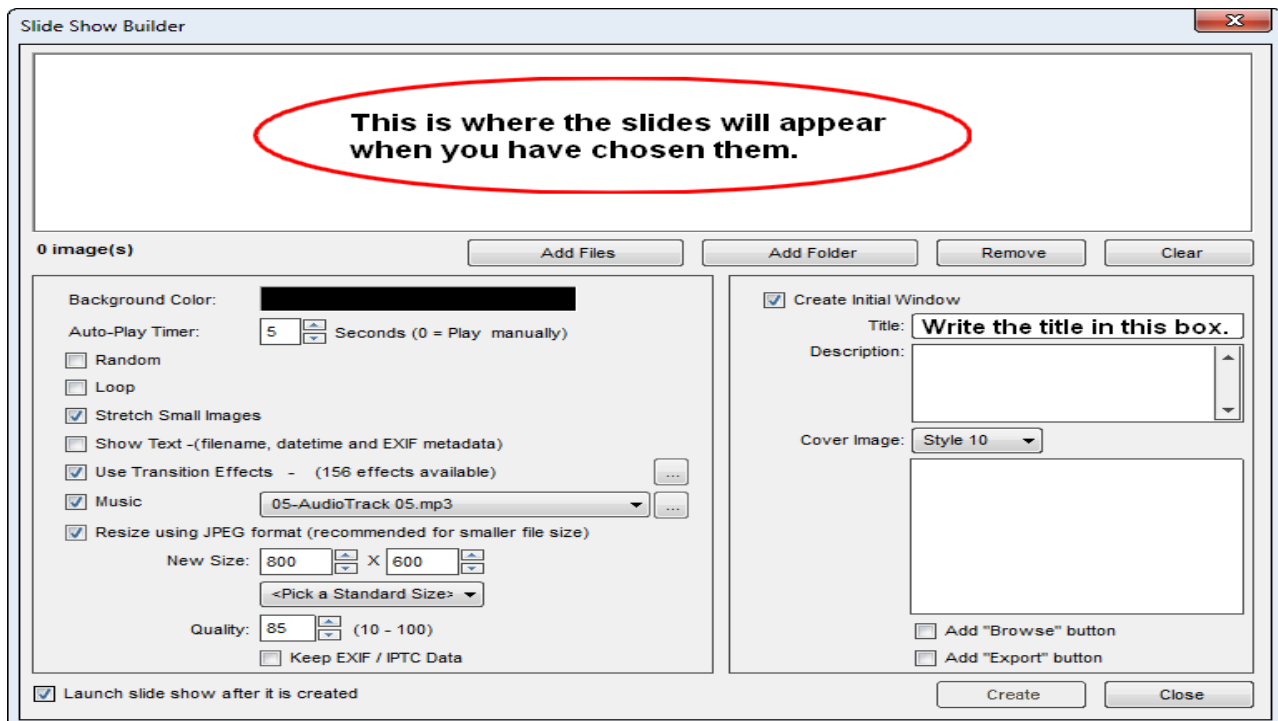 Slide Show Builder
This is where the slides will appear
when you have chosen them.
0 image(s)
Add Files
Add Folder
Remove
Clear
Background Color:
Auto-Play Timer: 5 Seconds (0 = Play manually)
Random
Loop
Stretch Small Images
Show Text -(filename, datetime and EXIF metadata)
Use Transition Effects - (156 effects available) ...
Music 05-AudioTrack 05.mp3 ...
Resize using JPEG format (recommended for smaller file size)
New Size: 800 X 600
<Pick a Standard Size>
Quality: 85 (10 - 100)
Keep EXIF / IPTC Data
Create Initial Window
Title: Write the title in this box.
Description:
Cover Image: Style 10
Add "Browse" button
Add "Export" button
Launch slide show after it is created
Create
Close